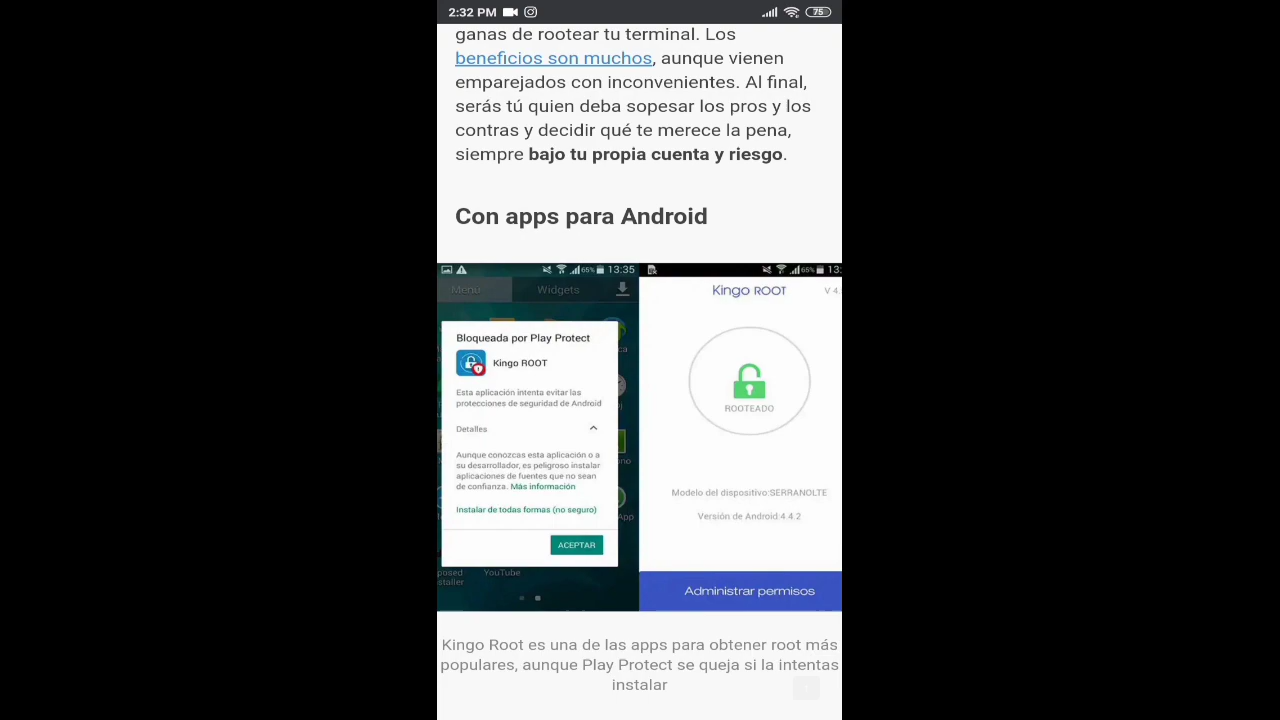 2:32 PM
75
ganas de rootear tu terminal. Los
beneficios son muchos, aunque vienen
emparejados con inconvenientes. Al final,
serás tú quien deba sopesar los pros y los
contras y decidir qué te merece la pena,
siempre bajo tu propia cuenta y riesgo.
Con apps para Android
65% 13:35
Menú Widgets
Bloqueada por Play Protect
Kingo ROOT
Esta aplicación intenta evitar las
protecciones de seguridad de Android
Detalles
Aunque conozcas esta aplicación o a
su desarrollador, es peligroso instalar
aplicaciones de fuentes que no sean
de confianza. Más información
Instalar de todas formas (no seguro)
ACEPTAR
YouTube
65% 13:
Kingo ROOT V 4.
ROOTEADO
Modelo del dispositivo:SERRANOLTE
Versión de Android:4.4.2
Administrar permisos
Kingo Root es una de las apps para obtener root más
populares, aunque Play Protect se queja si la intentas
instalar